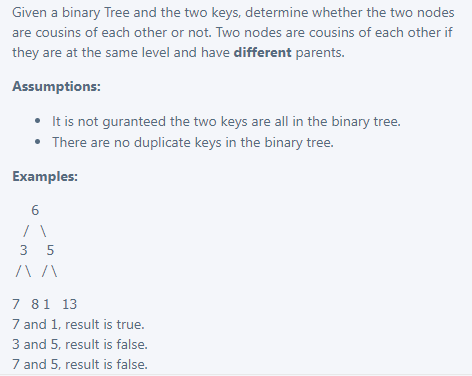 Given a binary Tree and the two keys, determine whether the two nodes
are cousins of each other or not. Two nodes are cousins of each other if
they are at the same level and have different parents.
Assumptions:
• It is not guranteed the two keys are all in the binary tree.
• There are no duplicate keys in the binary tree.
Examples:
6
/ \
3 5
/ \ / \
7 8 1 13
7 and 1, result is true.
3 and 5, result is false.
7 and 5, result is false.